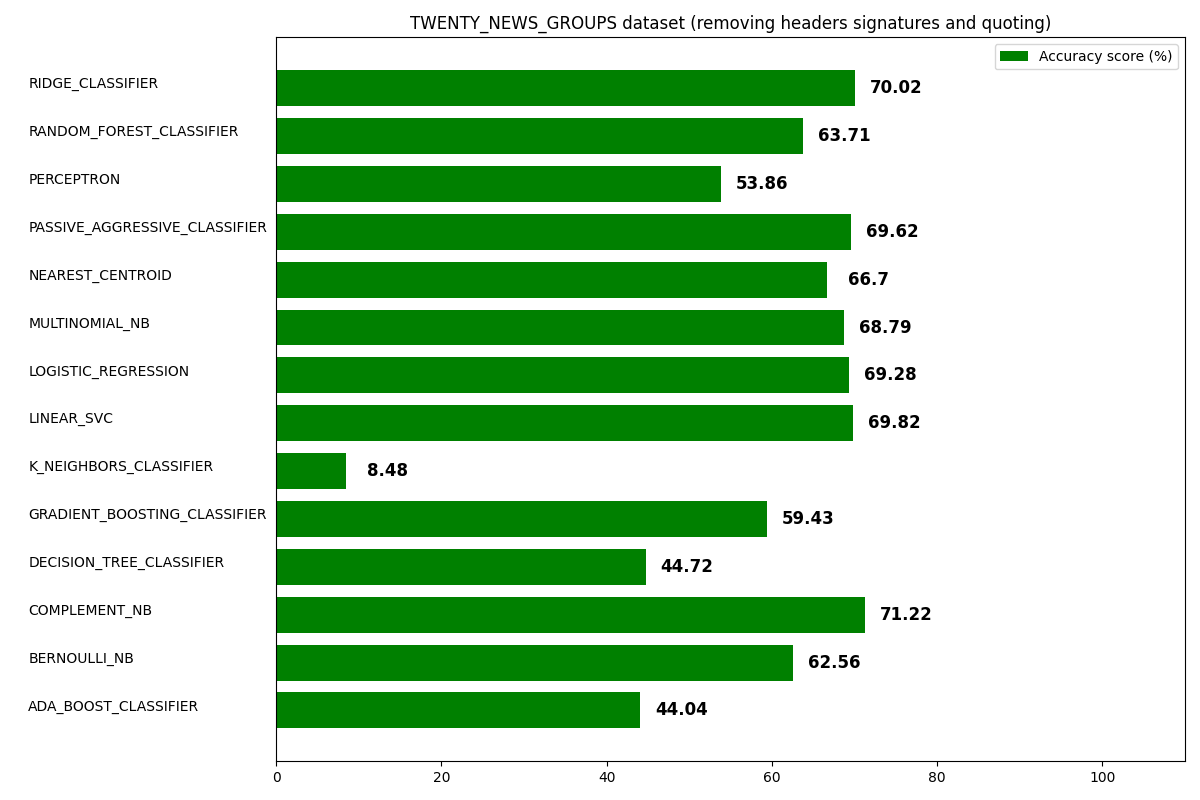 TWENTY_NEWS_GROUPS dataset (removing headers signatures and quoting)
Accuracy score (%)
RIDGE_CLASSIFIER 70.02
RANDOM_FOREST_CLASSIFIER 63.71
PERCEPTRON 53.86
PASSIVE_AGGRESSIVE_CLASSIFIER 69.62
NEAREST_CENTROID 66.7
MULTINOMIAL_NB 68.79
LOGISTIC_REGRESSION 69.28
LINEAR_SVC 69.82
K_NEIGHBORS_CLASSIFIER 8.48
GRADIENT_BOOSTING_CLASSIFIER 59.43
DECISION_TREE_CLASSIFIER 44.72
COMPLEMENT_NB 71.22
BERNOULLI_NB 62.56
ADA_BOOST_CLASSIFIER 44.04
0 20 40 60 80 100